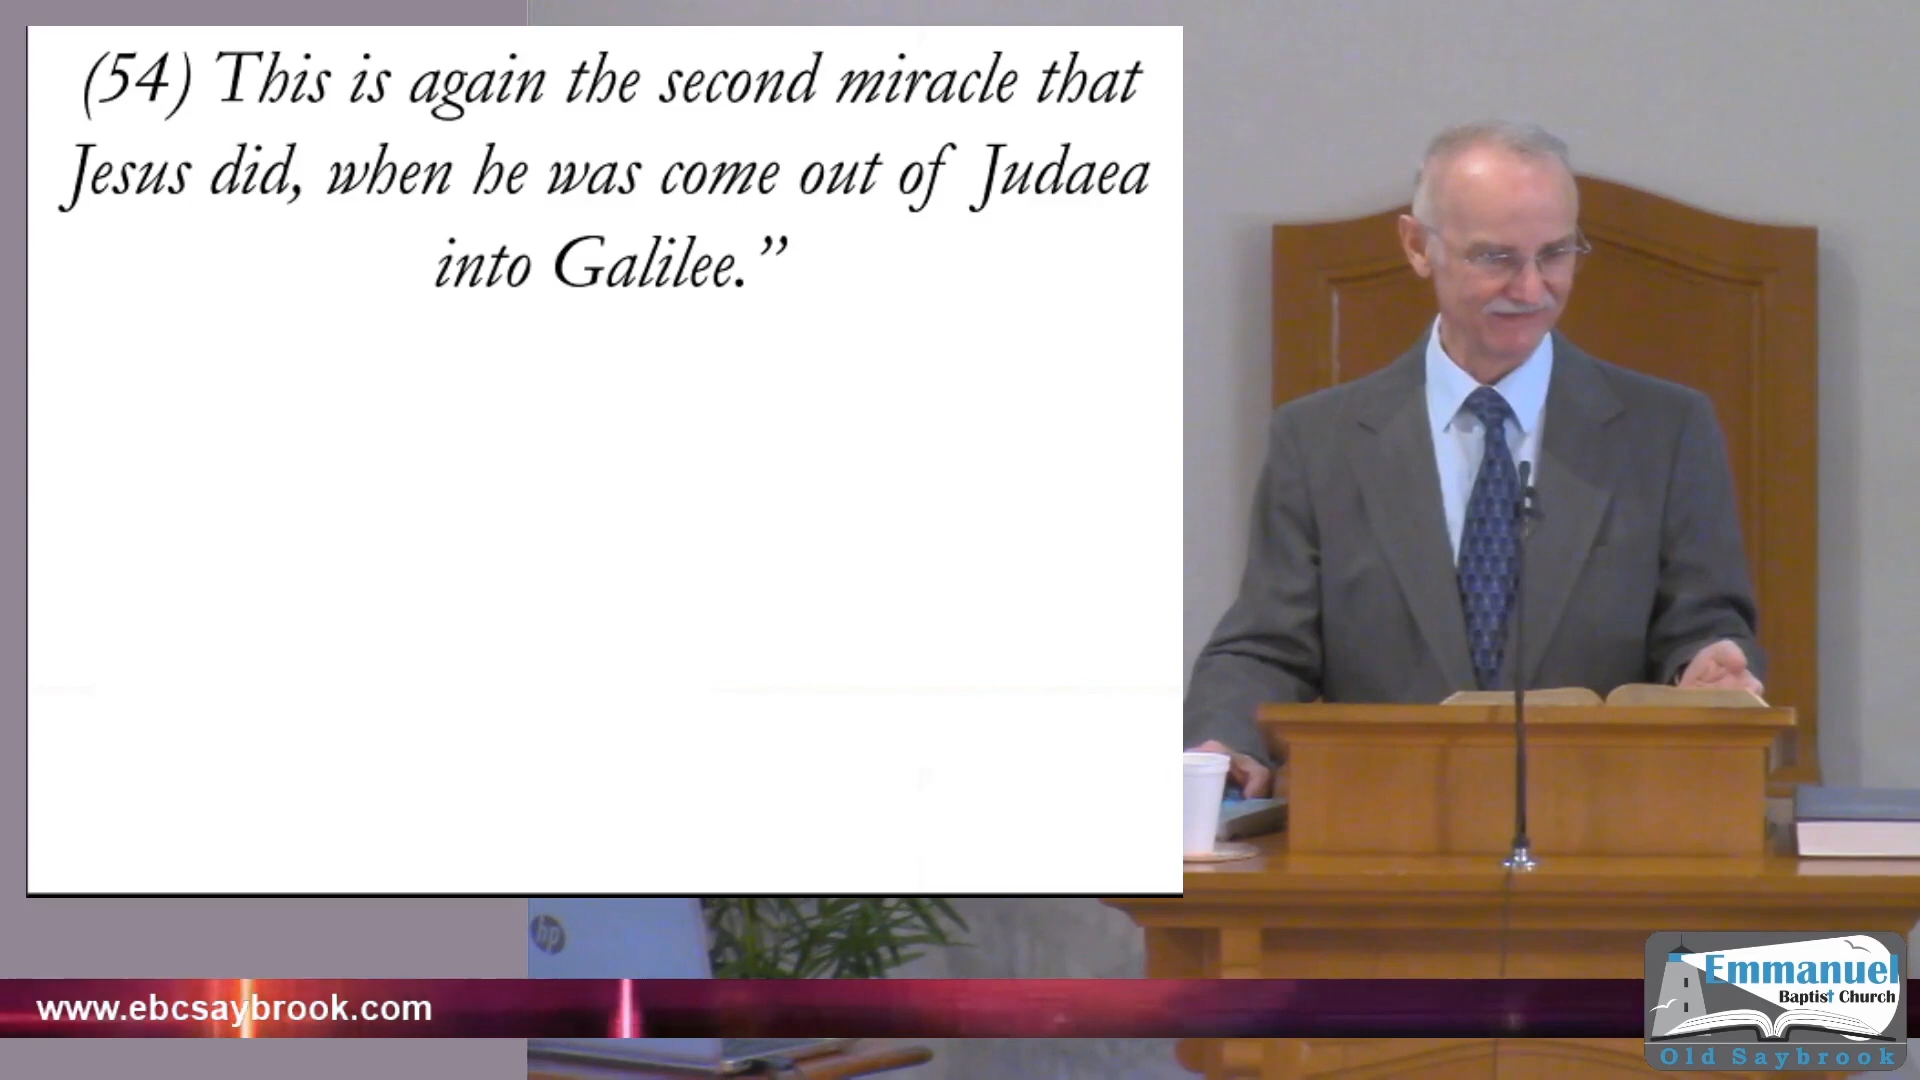 (54) This is again the second miracle that
Jesus did, when he was come out of Judaea
into Galilee.”
hp
www.ebcsaybrook.com
Emmanuel
Baptist Church
Old Saybrook